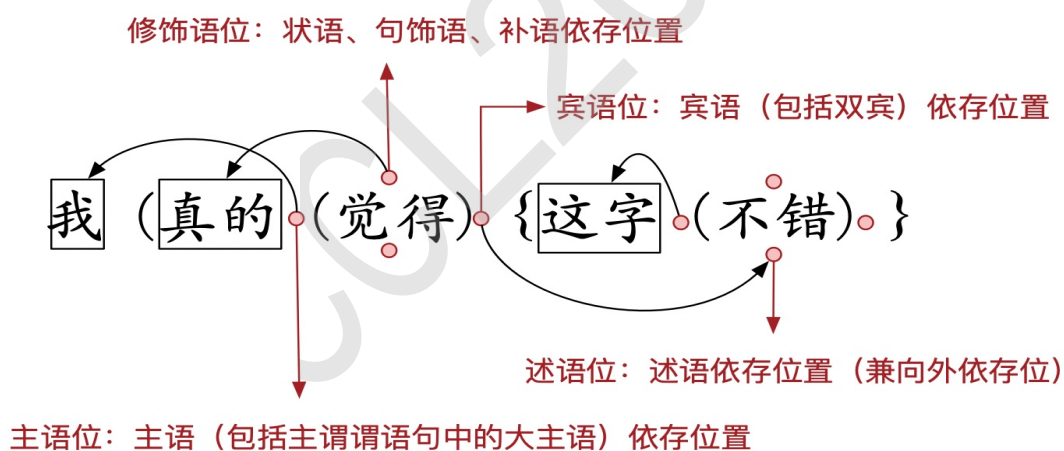 修饰语位：状语、句饰语、补语依存位置
宾语位：宾语（包括双宾）依存位置
我（真的（觉得）｛这字（不错）｝
述语位：述语依存位置（兼向外依存位）
主语位：主语（包括主谓谓语句中的大主语）依存位置